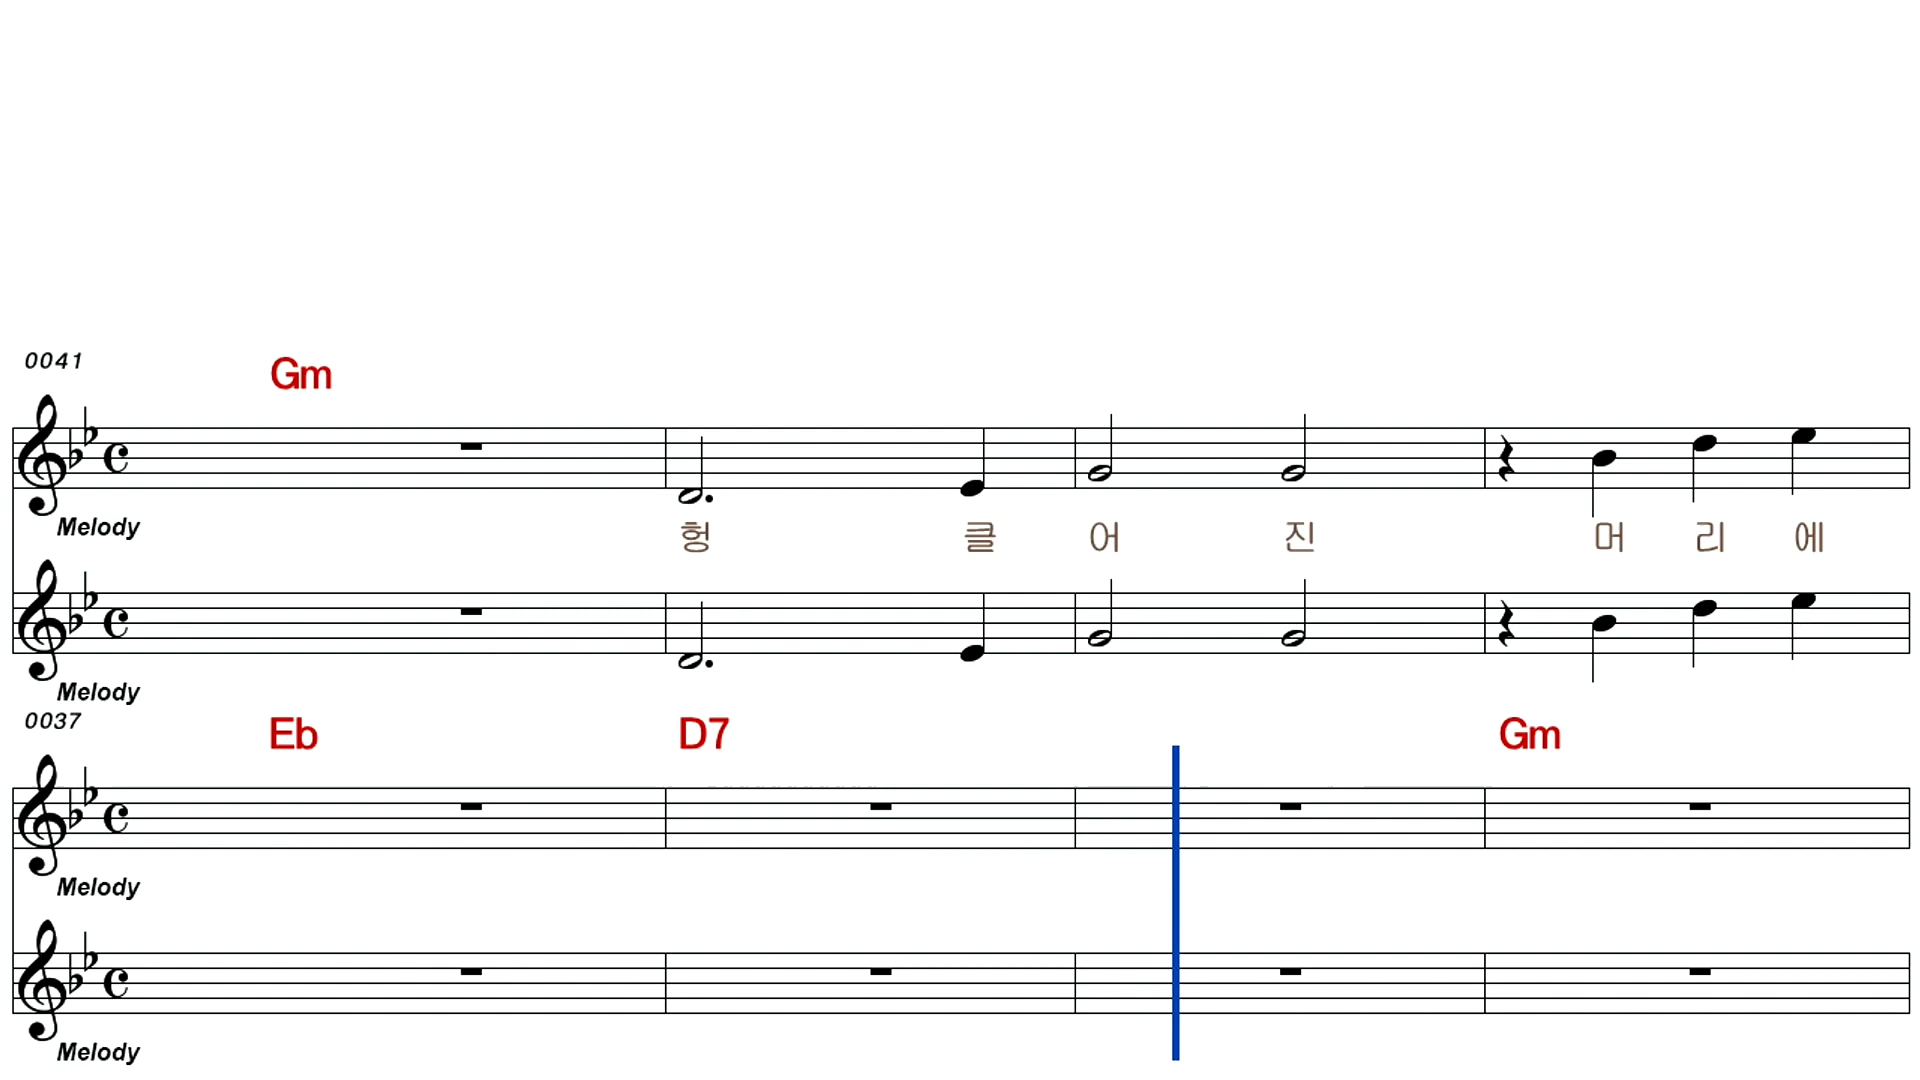 0041
Gm
Melody
헝 클 어 진 머 리 에
Melody
0037
Eb D7 Gm
Melody
Melody